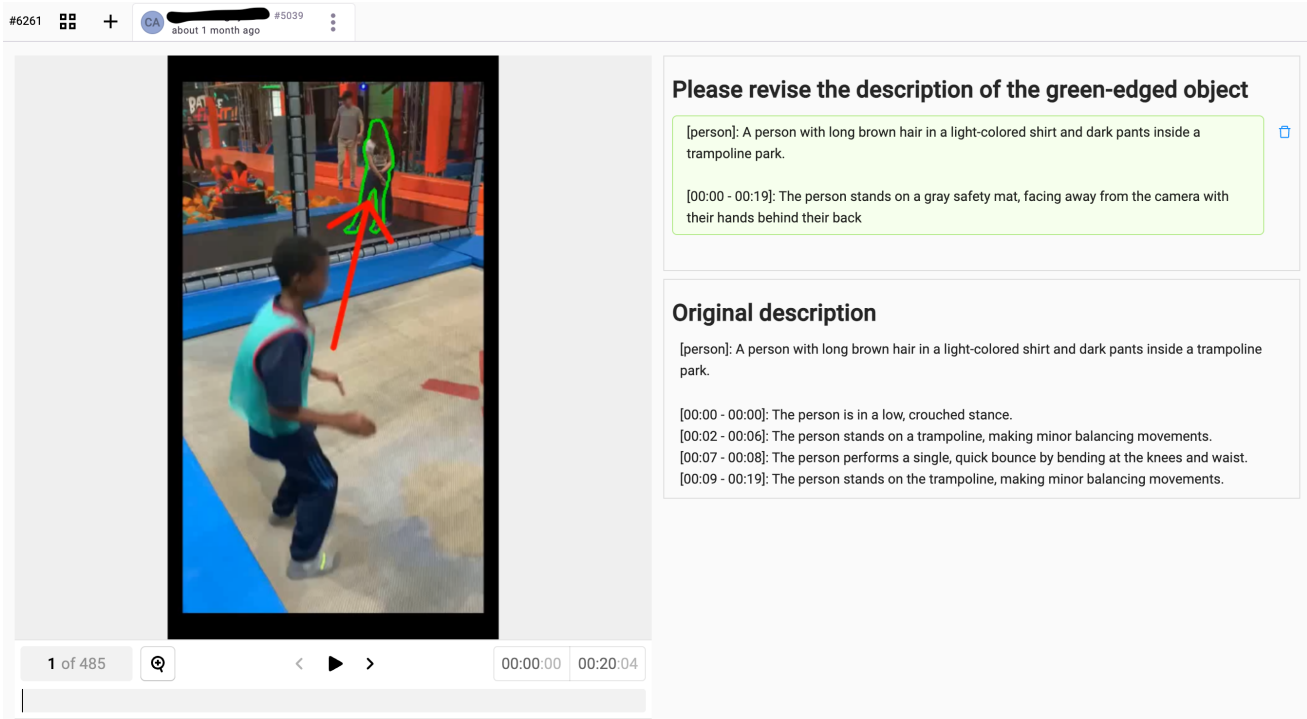 #6261
CA
#5039
about 1 month ago
BATTLE
Please revise the description of the green-edged object
[person]: A person with long brown hair in a light-colored shirt and dark pants inside a
trampoline park.
[00:00 - 00:19]: The person stands on a gray safety mat, facing away from the camera with
their hands behind their back
Original description
[person]: A person with long brown hair in a light-colored shirt and dark pants inside a trampoline
park.
[00:00 - 00:00]: The person is in a low, crouched stance.
[00:02 - 00:06]: The person stands on a trampoline, making minor balancing movements.
[00:07 - 00:08]: The person performs a single, quick bounce by bending at the knees and waist.
[00:09 - 00:19]: The person stands on the trampoline, making minor balancing movements.
1 of 485
00:00:00
00:20:04